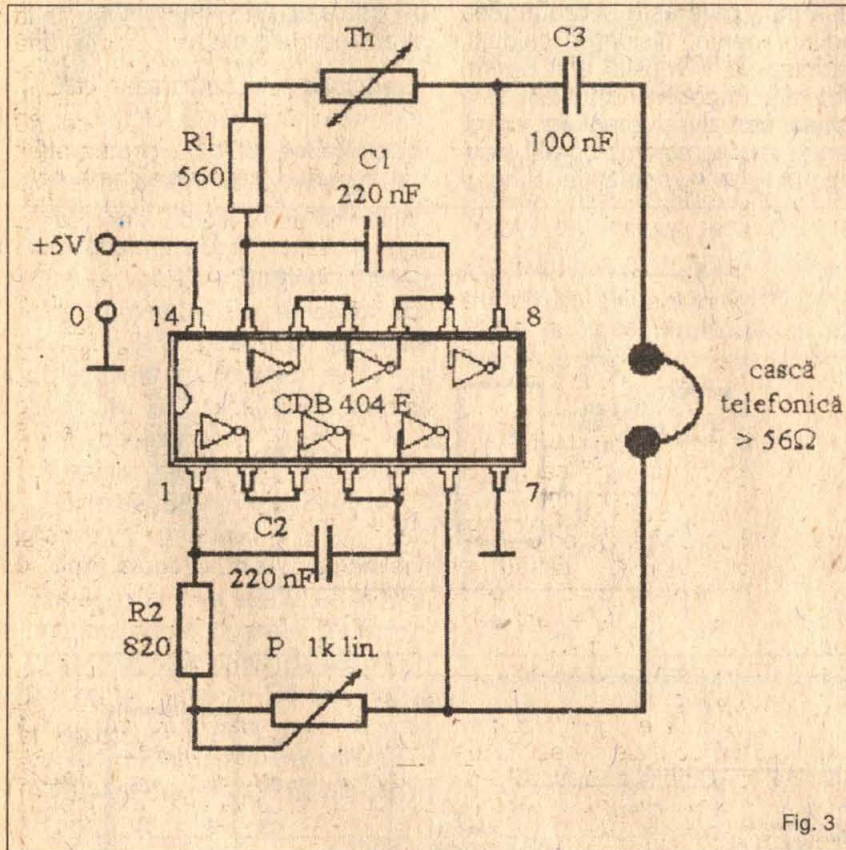 Th
C3
100 nF
R1
560
C1
220 nF
+5V
0
14
8
CDB 404 E
cască
telefonică
> 56Ω
1
7
C2
220 nF
R2
820
P 1k lin.
Fig. 3